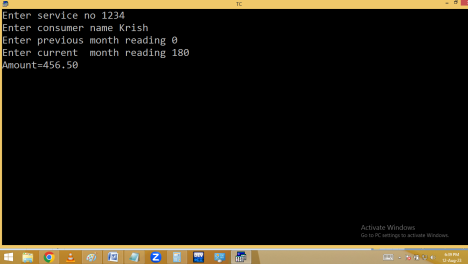 TC
Enter service no 1234
Enter consumer name Krish
Enter previous month reading 0
Enter current  month reading 180
Amount=456.50
Activate Windows
Go to PC settings to activate Windows.